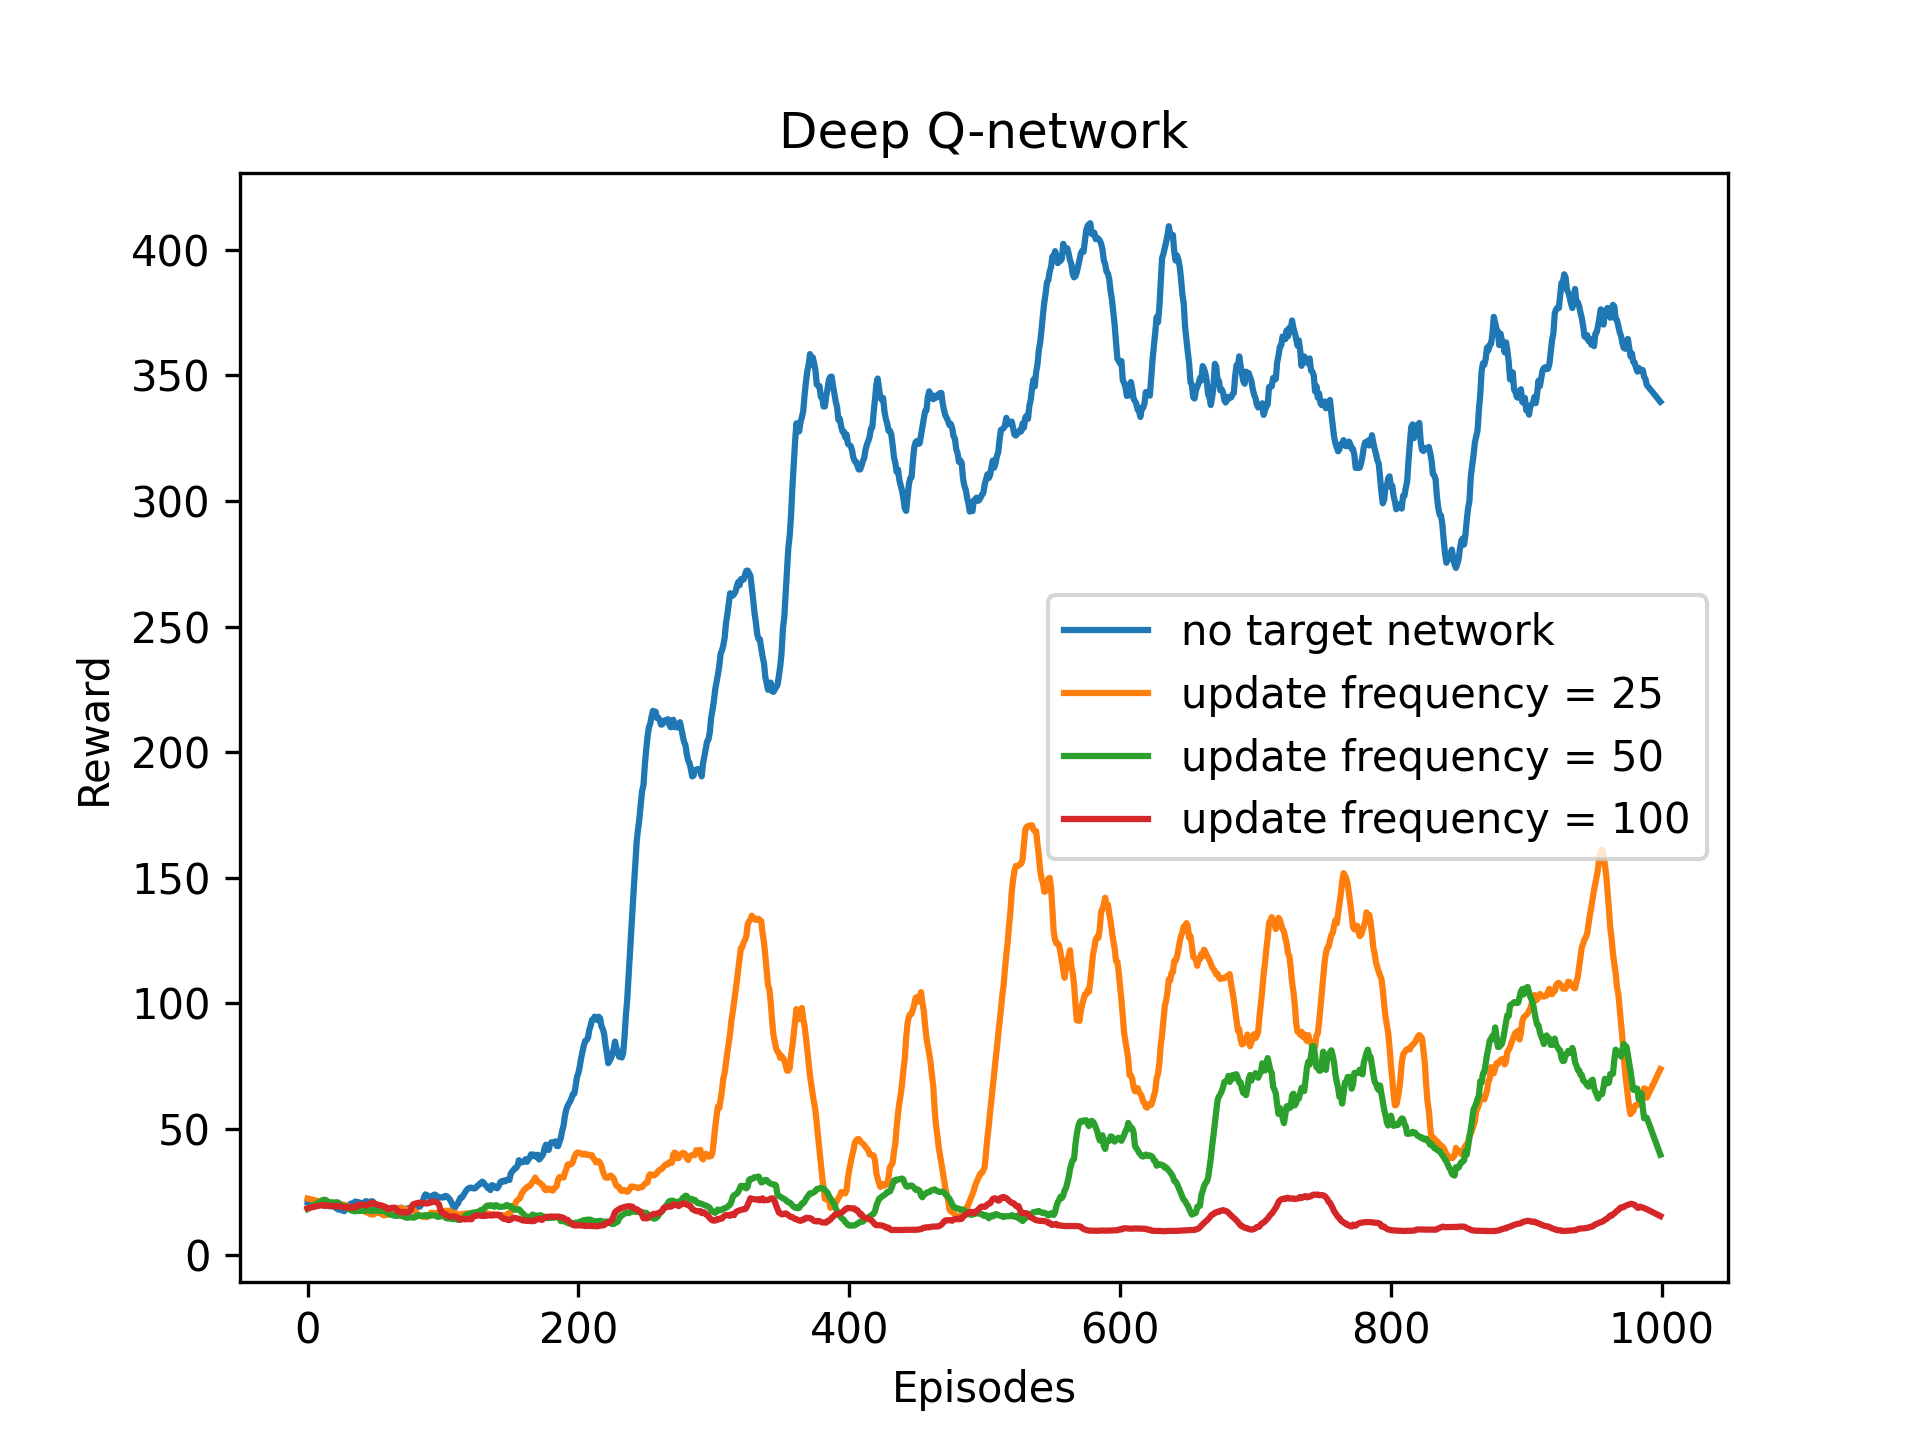 Deep Q-network
400
350
300
250
200
150
100
50
0
Reward
no target network
update frequency = 25
update frequency = 50
update frequency = 100
0 200 400 600 800 1000
Episodes